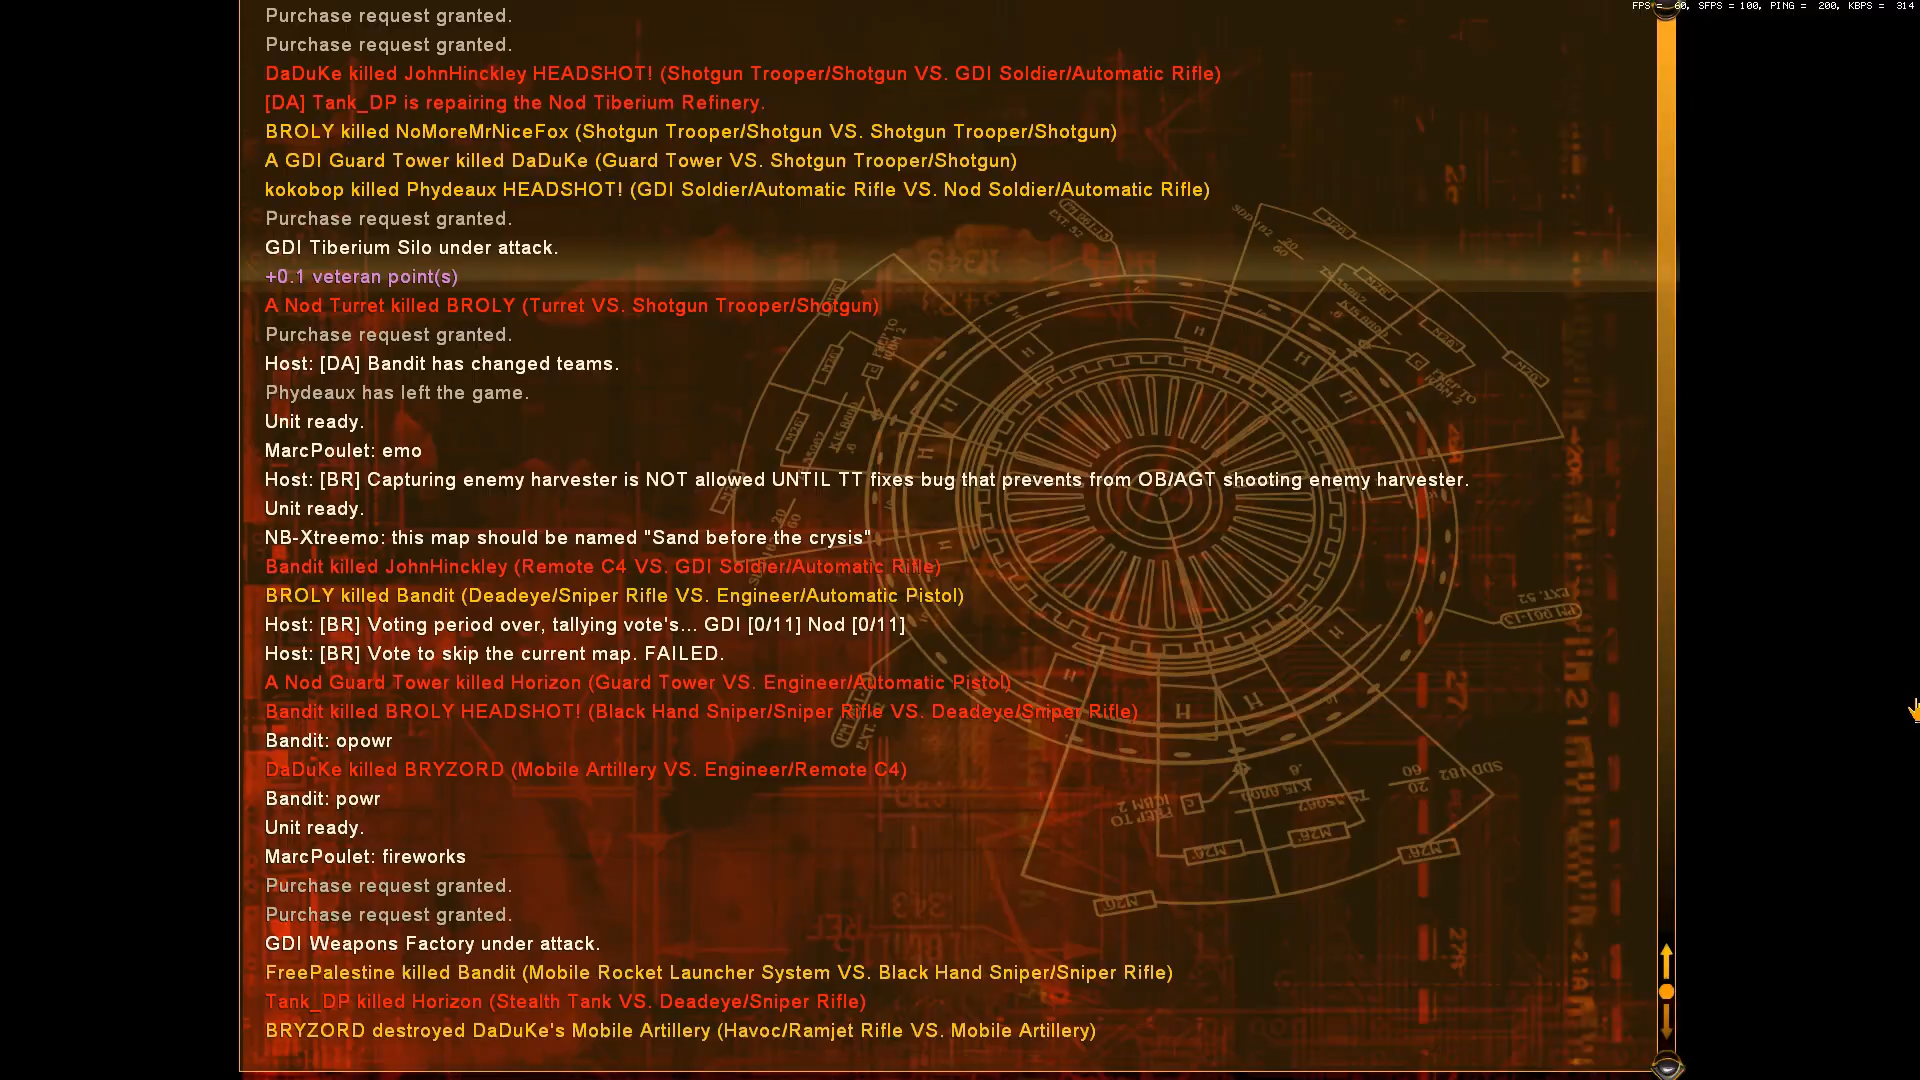 FPS = 60, SFPS = 100, PING = 200, KBPS = 314
Purchase request granted.
Purchase request granted.
DaDuKe killed JohnHinckley HEADSHOT! (Shotgun Trooper/Shotgun VS. GDI Soldier/Automatic Rifle)
[DA] Tank_DP is repairing the Nod Tiberium Refinery.
BROLY killed NoMoreMrNiceFox (Shotgun Trooper/Shotgun VS. Shotgun Trooper/Shotgun)
A GDI Guard Tower killed DaDuKe (Guard Tower VS. Shotgun Trooper/Shotgun)
kokobop killed Phydeaux HEADSHOT! (GDI Soldier/Automatic Rifle VS. Nod Soldier/Automatic Rifle)
Purchase request granted.
GDI Tiberium Silo under attack.
+0.1 veteran point(s)
A Nod Turret killed BROLY (Turret VS. Shotgun Trooper/Shotgun)
Purchase request granted.
Host: [DA] Bandit has changed teams.
Phydeaux has left the game.
Unit ready.
MarcPoulet: emo
Host: [BR] Capturing enemy harvester is NOT allowed UNTIL TT fixes bug that prevents from OB/AGT shooting enemy harvester.
Unit ready.
NB-Xtreemo: this map should be named "Sand before the crysis"
Bandit killed JohnHinckley (Remote C4 VS. GDI Soldier/Automatic Rifle)
BROLY killed Bandit (Deadeye/Sniper Rifle VS. Engineer/Automatic Pistol)
Host: [BR] Voting period over, tallying vote's... GDI [0/11] Nod [0/11]
Host: [BR] Vote to skip the current map. FAILED.
A Nod Guard Tower killed Horizon (Guard Tower VS. Engineer/Automatic Pistol)
Bandit killed BROLY HEADSHOT! (Black Hand Sniper/Sniper Rifle VS. Deadeye/Sniper Rifle)
Bandit: opowr
DaDuKe killed BRYZORD (Mobile Artillery VS. Engineer/Remote C4)
Bandit: powr
Unit ready.
MarcPoulet: fireworks
Purchase request granted.
Purchase request granted.
GDI Weapons Factory under attack.
FreePalestine killed Bandit (Mobile Rocket Launcher System VS. Black Hand Sniper/Sniper Rifle)
Tank_DP killed Horizon (Stealth Tank VS. Deadeye/Sniper Rifle)
BRYZORD destroyed DaDuKe's Mobile Artillery (Havoc/Ramjet Rifle VS. Mobile Artillery)